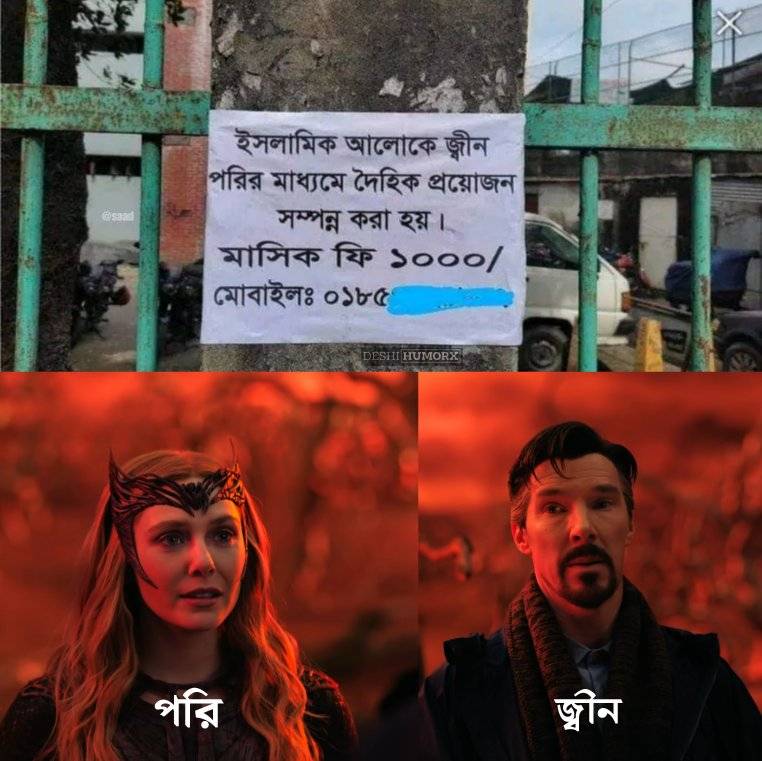 ইসলামিক আলোকে জ্বীন
পরির মাধ্যমে দৈহিক প্রয়োজন
সম্পন্ন করা হয়।
মাসিক ফি ১০০০/
মোবাইলঃ ০১৮৫
@saad
DESHI HUMORX
পরি
জ্বীন